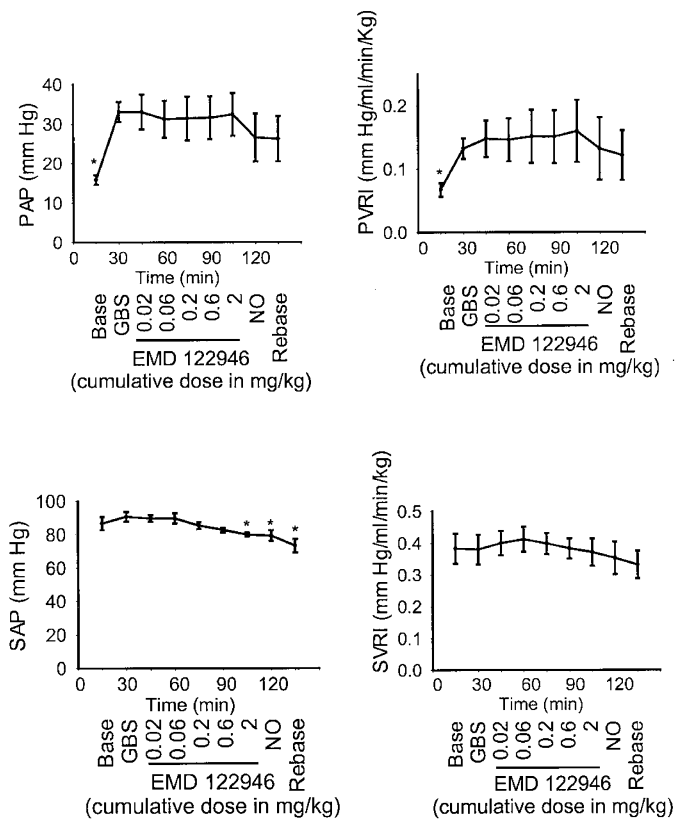 PAP (mm Hg)
40
30
20
10
0
*
0 30 60 90 120
Time (min)
Base
GBS
0.02
0.06
0.2
0.6
2
NO
Rebase
EMD 122946
(cumulative dose in mg/kg)
PVRI (mm Hg/ml/min/Kg)
0.2
0.1
0.0
*
0 30 60 90 120
Time (min)
Base
GBS
0.02
0.06
0.2
0.6
2
NO
Rebase
EMD 122946
(cumulative dose in mg/kg)
SAP (mm Hg)
100
80
60
40
20
0
* * *
0 30 60 90 120
Time (min)
Base
GBS
0.02
0.06
0.2
0.6
2
NO
Rebase
EMD 122946
(cumulative dose in mg/kg)
SVRI (mm Hg/ml/min/kg)
0.5
0.4
0.3
0.2
0.1
0.0
0 30 60 90 120
Time (min)
Base
GBS
0.02
0.06
0.2
0.6
2
NO
Rebase
EMD 122946
(cumulative dose in mg/kg)